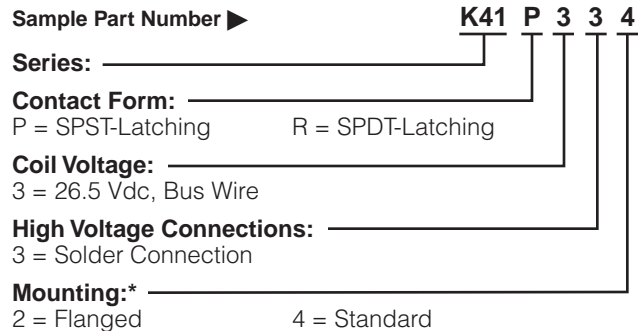 Sample Part Number ▶ K41 P 3 3 4
Series:
Contact Form:
P = SPST-Latching R = SPDT-Latching
Coil Voltage:
3 = 26.5 Vdc, Bus Wire
High Voltage Connections:
3 = Solder Connection
Mounting:*
2 = Flanged 4 = Standard